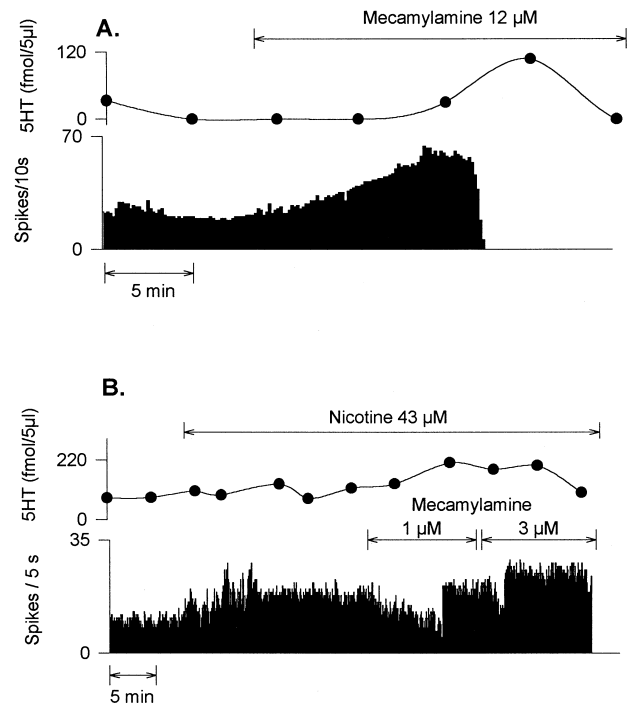 A.
Mecamylamine 12 µM
5HT (fmol/5µl)
120
0
Spikes/10s
70
0
5 min
B.
Nicotine 43 µM
5HT (fmol/5µl)
220
0
Mecamylamine
1 µM
3 µM
Spikes / 5 s
35
0
5 min